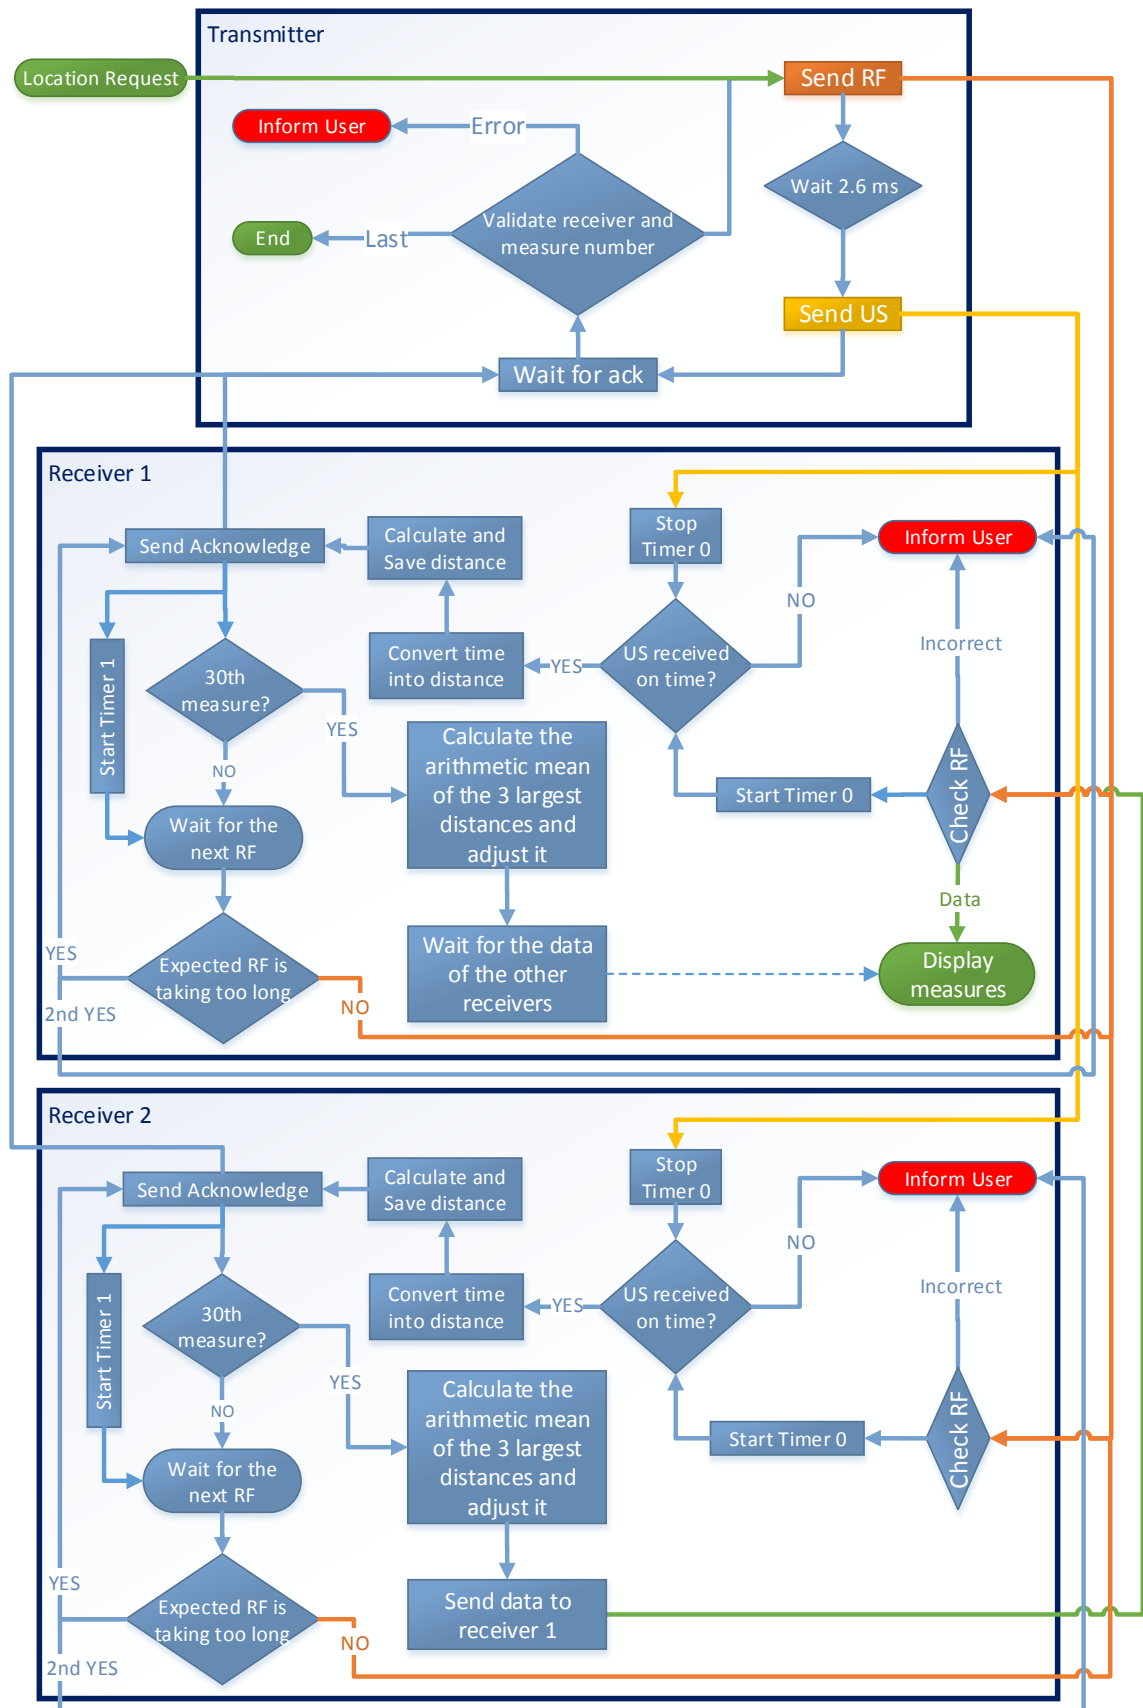 Transmitter
Location Request
Send RF
Inform User
Error
Wait 2.6 ms
Validate receiver and
measure number
End
Last
Send US
Wait for ack
Receiver 1
Stop
Timer 0
Calculate and
Save distance
Send Acknowledge
Inform User
NO
Incorrect
Start Timer 1
30th
measure?
Convert time
into distance
YES
US received
on time?
YES
NO
Calculate the
arithmetic mean
of the 3 largest
distances and
adjust it
Start Timer 0
Check RF
Wait for the
next RF
Data
YES
Expected RF is
taking too long
2nd YES
NO
Wait for the data
of the other
receivers
Display
measures
Receiver 2
Stop
Timer 0
Calculate and
Save distance
Send Acknowledge
Inform User
NO
Incorrect
Start Timer 1
30th
measure?
Convert time
into distance
YES
US received
on time?
YES
NO
Calculate the
arithmetic mean
of the 3 largest
distances and
adjust it
Start Timer 0
Check RF
Wait for the
next RF
YES
Expected RF is
taking too long
2nd YES
NO
Send data to
receiver 1